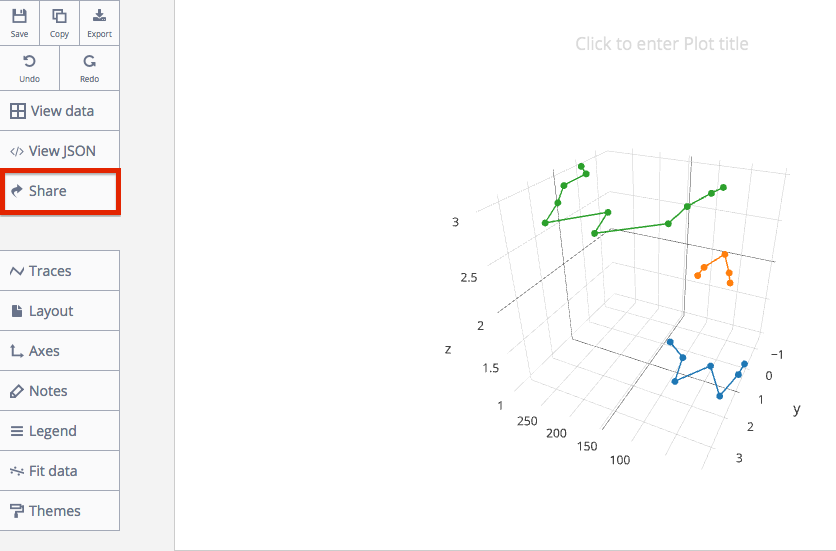 Save Copy Export
Undo Redo
View data
View JSON
Share
Traces
Layout
Axes
Notes
Legend
Fit data
Themes
Click to enter Plot title
3
2.5
2
1.5
1
z
250
200
150
100
−1
0
1
2
3
y